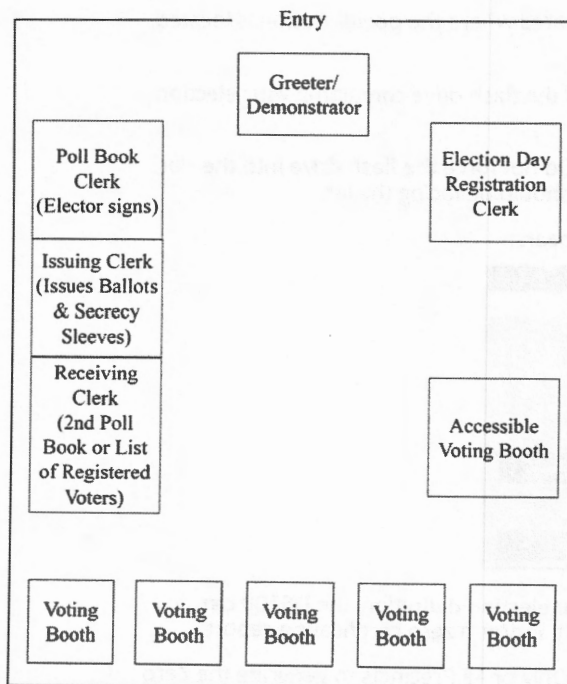 Entry
Greeter/
Demonstrator
Poll Book
Clerk
(Elector signs)
Election Day
Registration
Clerk
Issuing Clerk
(Issues Ballots
& Secrecy
Sleeves)
Receiving
Clerk
(2nd Poll
Book or List
of Registered
Voters)
Accessible
Voting Booth
Voting
Booth
Voting
Booth
Voting
Booth
Voting
Booth
Voting
Booth